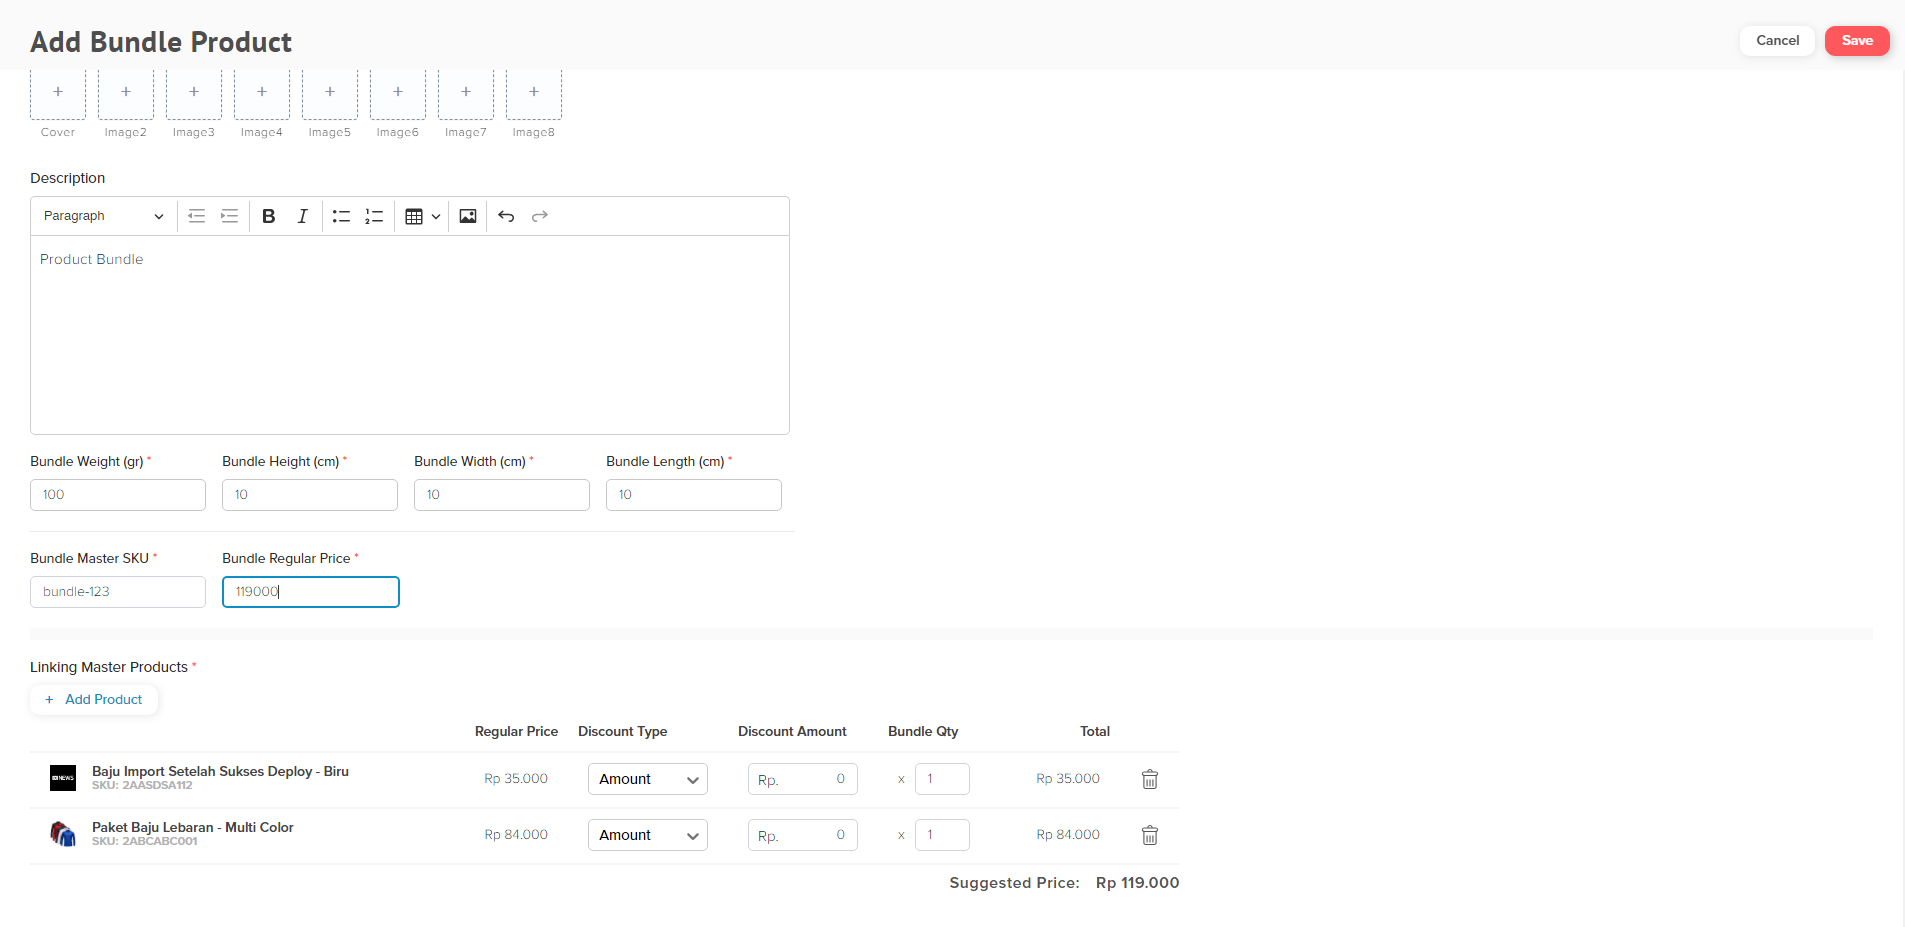 Add Bundle Product
Cancel
Save
Cover
Image2
Image3
Image4
Image5
Image6
Image7
Image8
Description
Paragraph
Product Bundle
Bundle Weight (gr) *
Bundle Height (cm) *
Bundle Width (cm) *
Bundle Length (cm) *
100
10
10
10
Bundle Master SKU *
Bundle Regular Price *
bundle-123
119000
Linking Master Products *
+ Add Product
Regular Price
Discount Type
Discount Amount
Bundle Qty
Total
NEWS
Baju Import Setelah Sukses Deploy - Biru
SKU: 2AASDSA112
Rp 35.000
Amount
Rp. 0
x 1
Rp 35.000
Paket Baju Lebaran - Multi Color
SKU: 2ABCABC001
Rp 84.000
Amount
Rp. 0
x 1
Rp 84.000
Suggested Price: Rp 119.000